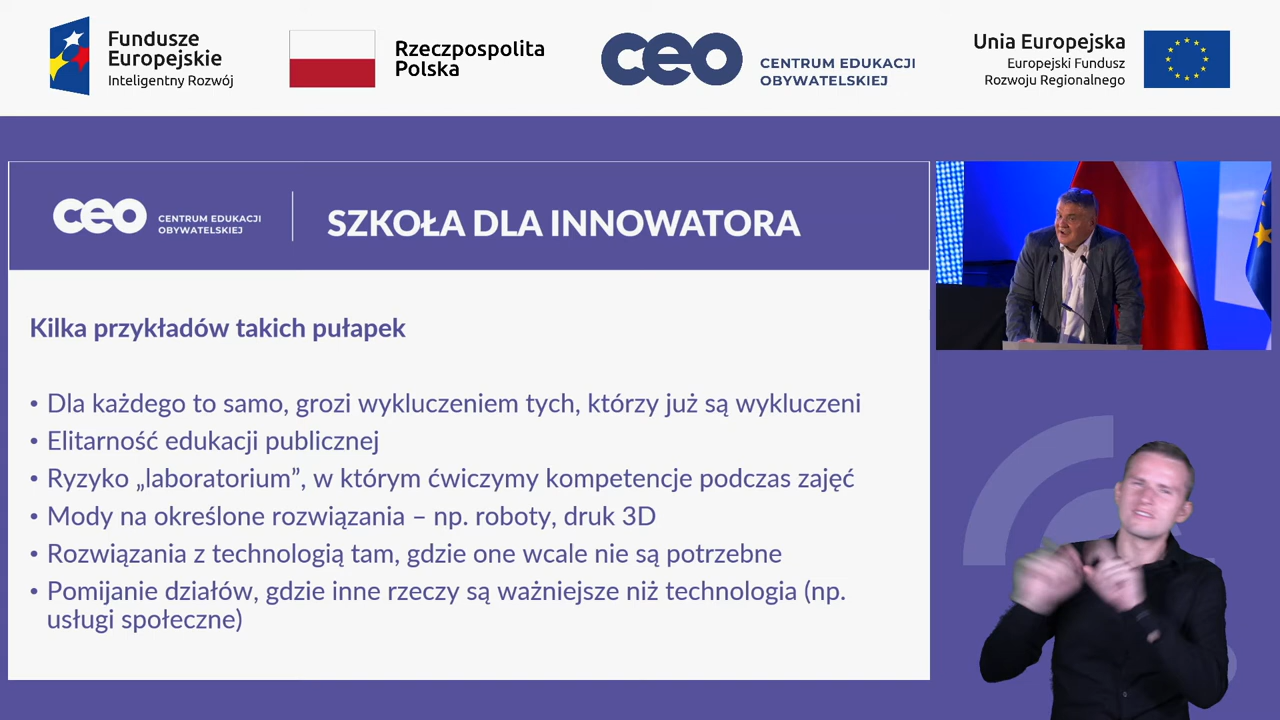 Fundusze
Europejskie
Inteligentny Rozwój
Rzeczpospolita
Polska
ceo
CENTRUM EDUKACJI
OBYWATELSKIEJ
Unia Europejska
Europejski Fundusz
Rozwoju Regionalnego
ceo
CENTRUM EDUKACJI
OBYWATELSKIEJ
SZKOŁA DLA INNOWATORA
Kilka przykładów takich pułapek
• Dla każdego to samo, grozi wykluczeniem tych, którzy już są wykluczeni
• Elitarność edukacji publicznej
• Ryzyko „laboratorium”, w którym ćwiczymy kompetencje podczas zajęć
• Mody na określone rozwiązania – np. roboty, druk 3D
• Rozwiązania z technologią tam, gdzie one wcale nie są potrzebne
• Pomijanie działów, gdzie inne rzeczy są ważniejsze niż technologia (np.
usługi społeczne)